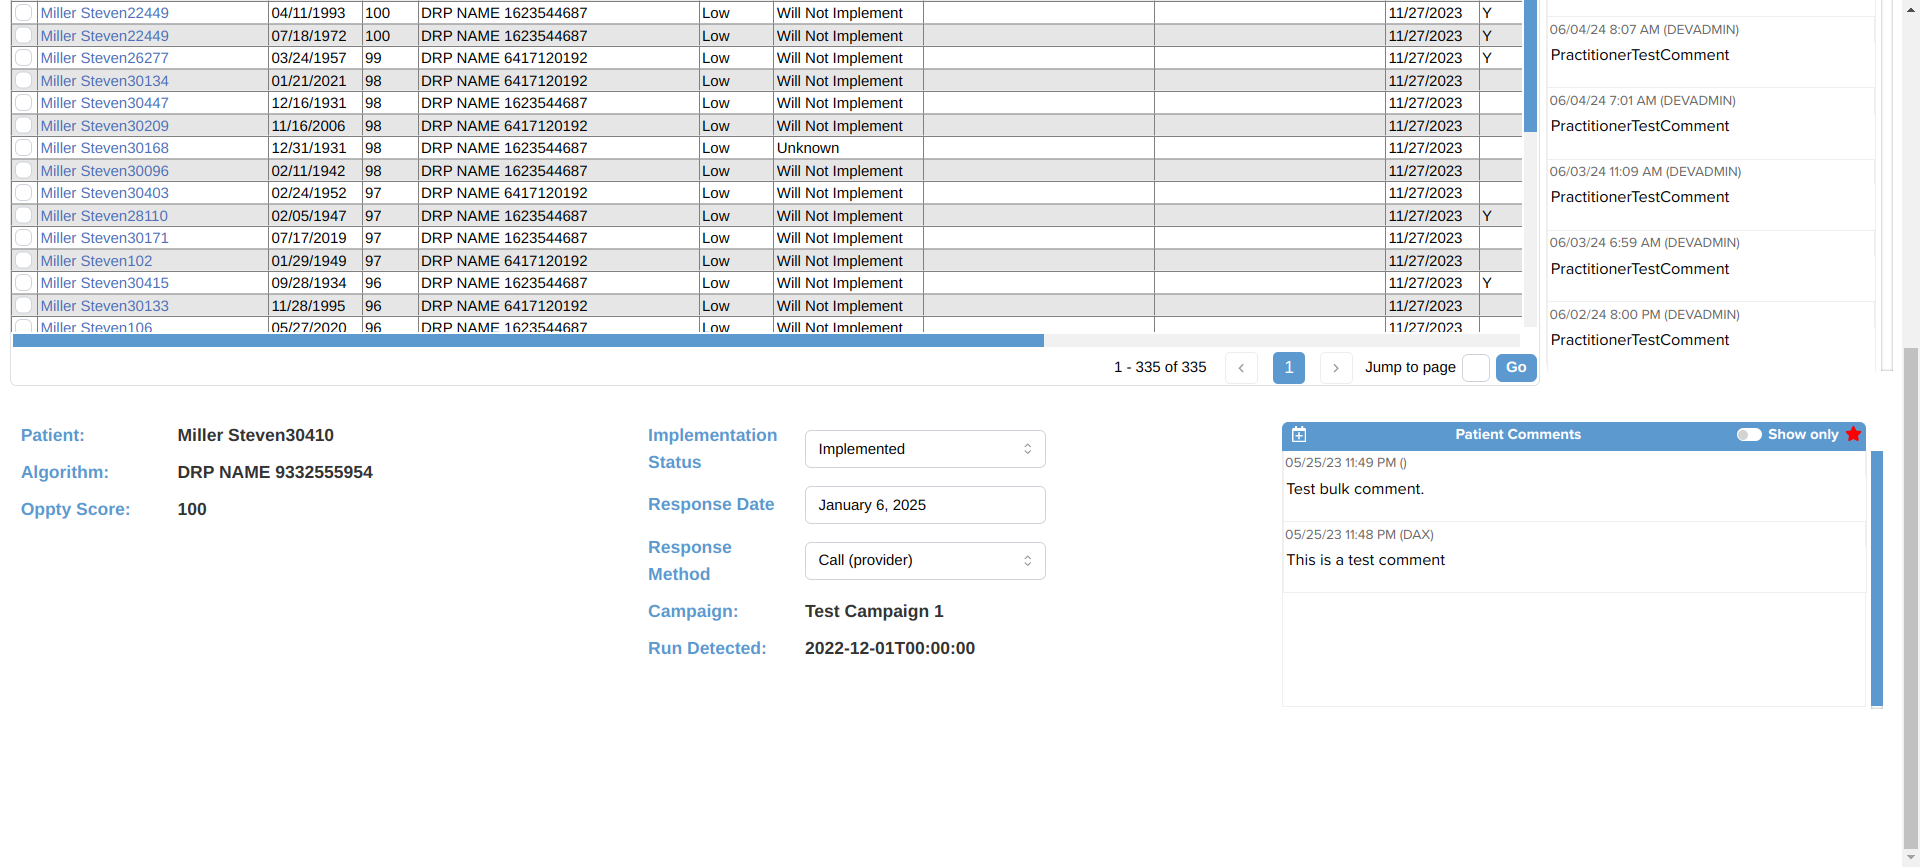 Miller Steven22449 04/11/1993 100 DRP NAME 1623544687 Low Will Not Implement 11/27/2023 Y
Miller Steven22449 07/18/1972 100 DRP NAME 1623544687 Low Will Not Implement 11/27/2023 Y
Miller Steven26277 03/24/1957 99 DRP NAME 6417120192 Low Will Not Implement 11/27/2023 Y
Miller Steven30134 01/21/2021 98 DRP NAME 6417120192 Low Will Not Implement 11/27/2023
Miller Steven30447 12/16/1931 98 DRP NAME 1623544687 Low Will Not Implement 11/27/2023
Miller Steven30209 11/16/2006 98 DRP NAME 6417120192 Low Will Not Implement 11/27/2023
Miller Steven30168 12/31/1931 98 DRP NAME 1623544687 Low Unknown 11/27/2023
Miller Steven30096 02/11/1942 98 DRP NAME 1623544687 Low Will Not Implement 11/27/2023
Miller Steven30403 02/24/1952 97 DRP NAME 6417120192 Low Will Not Implement 11/27/2023
Miller Steven28110 02/05/1947 97 DRP NAME 1623544687 Low Will Not Implement 11/27/2023 Y
Miller Steven30171 07/17/2019 97 DRP NAME 1623544687 Low Will Not Implement 11/27/2023
Miller Steven102 01/29/1949 97 DRP NAME 6417120192 Low Will Not Implement 11/27/2023
Miller Steven30415 09/28/1934 96 DRP NAME 1623544687 Low Will Not Implement 11/27/2023 Y
Miller Steven30133 11/28/1995 96 DRP NAME 6417120192 Low Will Not Implement 11/27/2023
Miller Steven106 05/27/2020 96 DRP NAME 1623544687 Low Will Not Implement 11/27/2023
1 - 335 of 335 1 Jump to page Go
06/04/24 8:07 AM (DEVADMIN)
PractitionerTestComment
06/04/24 7:01 AM (DEVADMIN)
PractitionerTestComment
06/03/24 11:09 AM (DEVADMIN)
PractitionerTestComment
06/03/24 6:59 AM (DEVADMIN)
PractitionerTestComment
06/02/24 8:00 PM (DEVADMIN)
PractitionerTestComment
Patient: Miller Steven30410
Algorithm: DRP NAME 9332555954
Oppty Score: 100
Implementation
Status
Implemented
Response Date January 6, 2025
Response
Method
Call (provider)
Campaign: Test Campaign 1
Run Detected: 2022-12-01T00:00:00
Patient Comments Show only
05/25/23 11:49 PM ()
Test bulk comment.
05/25/23 11:48 PM (DAX)
This is a test comment